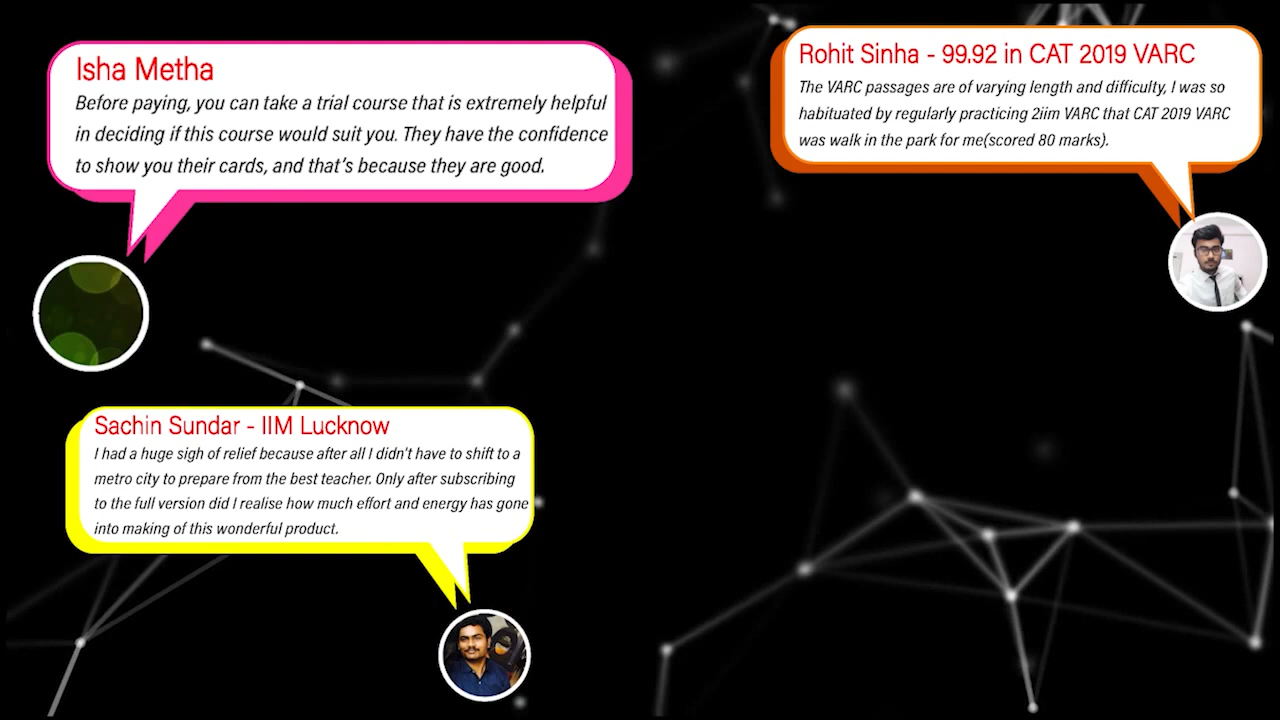 Isha Metha
Before paying, you can take a trial course that is extremely helpful
in deciding if this course would suit you. They have the confidence
to show you their cards, and that's because they are good.
Rohit Sinha - 99.92 in CAT 2019 VARC
The VARC passages are of varying length and difficulty, I was so
habituated by regularly practicing 2iim VARC that CAT 2019 VARC
was walk in the park for me(scored 80 marks).
Sachin Sundar - IIM Lucknow
I had a huge sigh of relief because after all I didn't have to shift to a
metro city to prepare from the best teacher. Only after subscribing
to the full version did I realise how much effort and energy has gone
into making of this wonderful product.